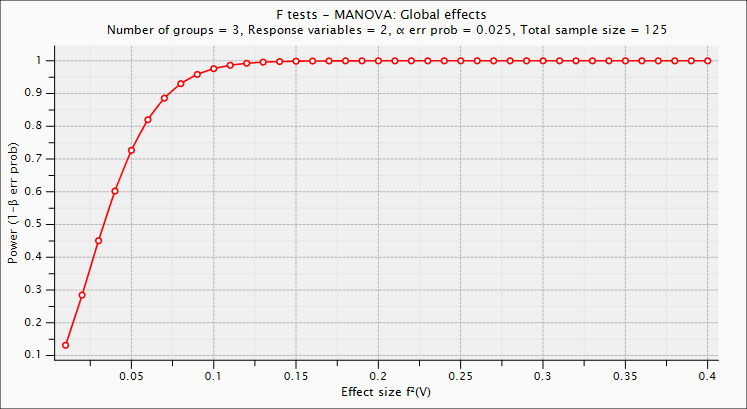 F tests - MANOVA: Global effects
Number of groups = 3, Response variables = 2, α err prob = 0.025, Total sample size = 125
Power (1-β err prob)
1
0.9
0.8
0.7
0.6
0.5
0.4
0.3
0.2
0.1
0.05 0.1 0.15 0.2 0.25 0.3 0.35 0.4
Effect size f²(V)